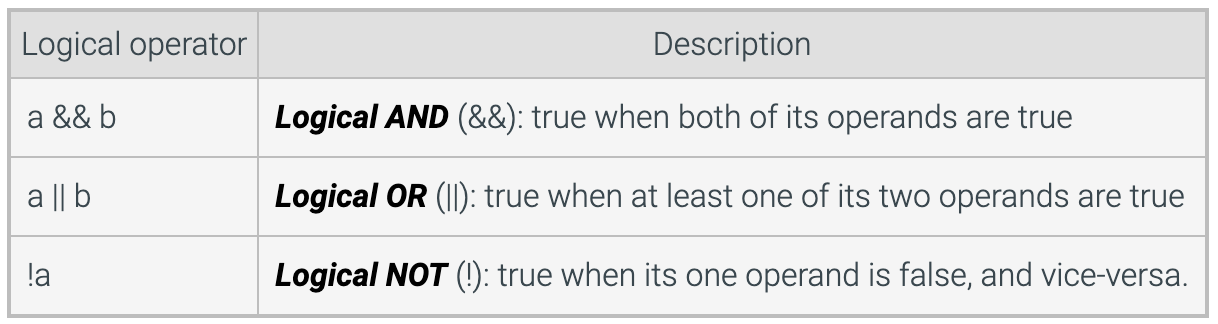 Logical operator Description
a && b Logical AND (&&): true when both of its operands are true
a || b Logical OR (||): true when at least one of its two operands are true
!a Logical NOT (!): true when its one operand is false, and vice-versa.